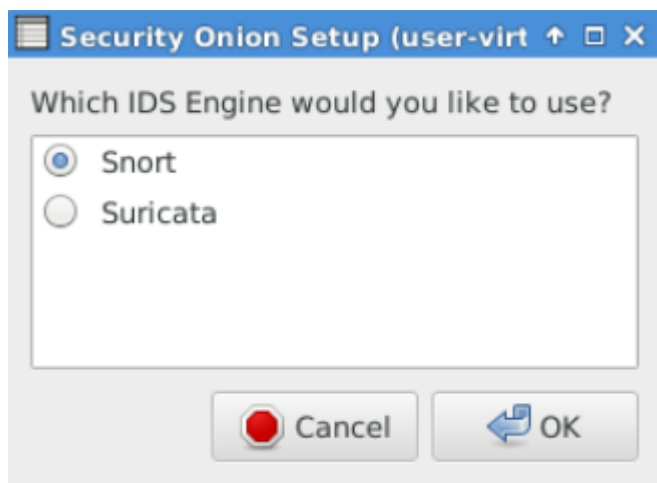 Security Onion Setup (user-virt
Which IDS Engine would you like to use?
Snort
Suricata
Cancel
OK